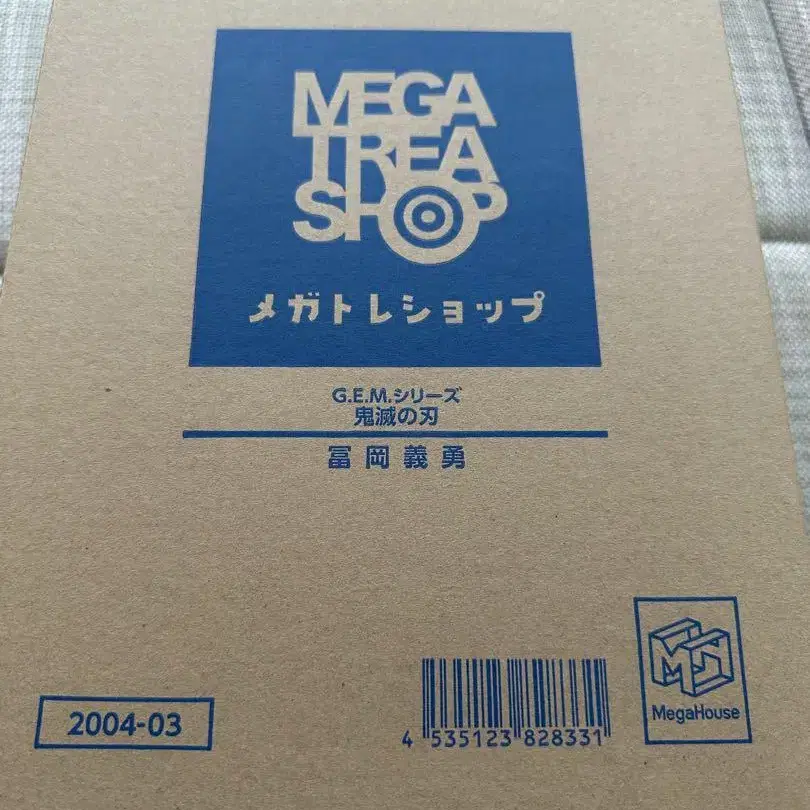 MEGA
TREA
SHOP
メガトレショップ
G.E.M.シリーズ
鬼滅の刃
冨岡義勇
2004-03
4 535123 828331
MegaHouse